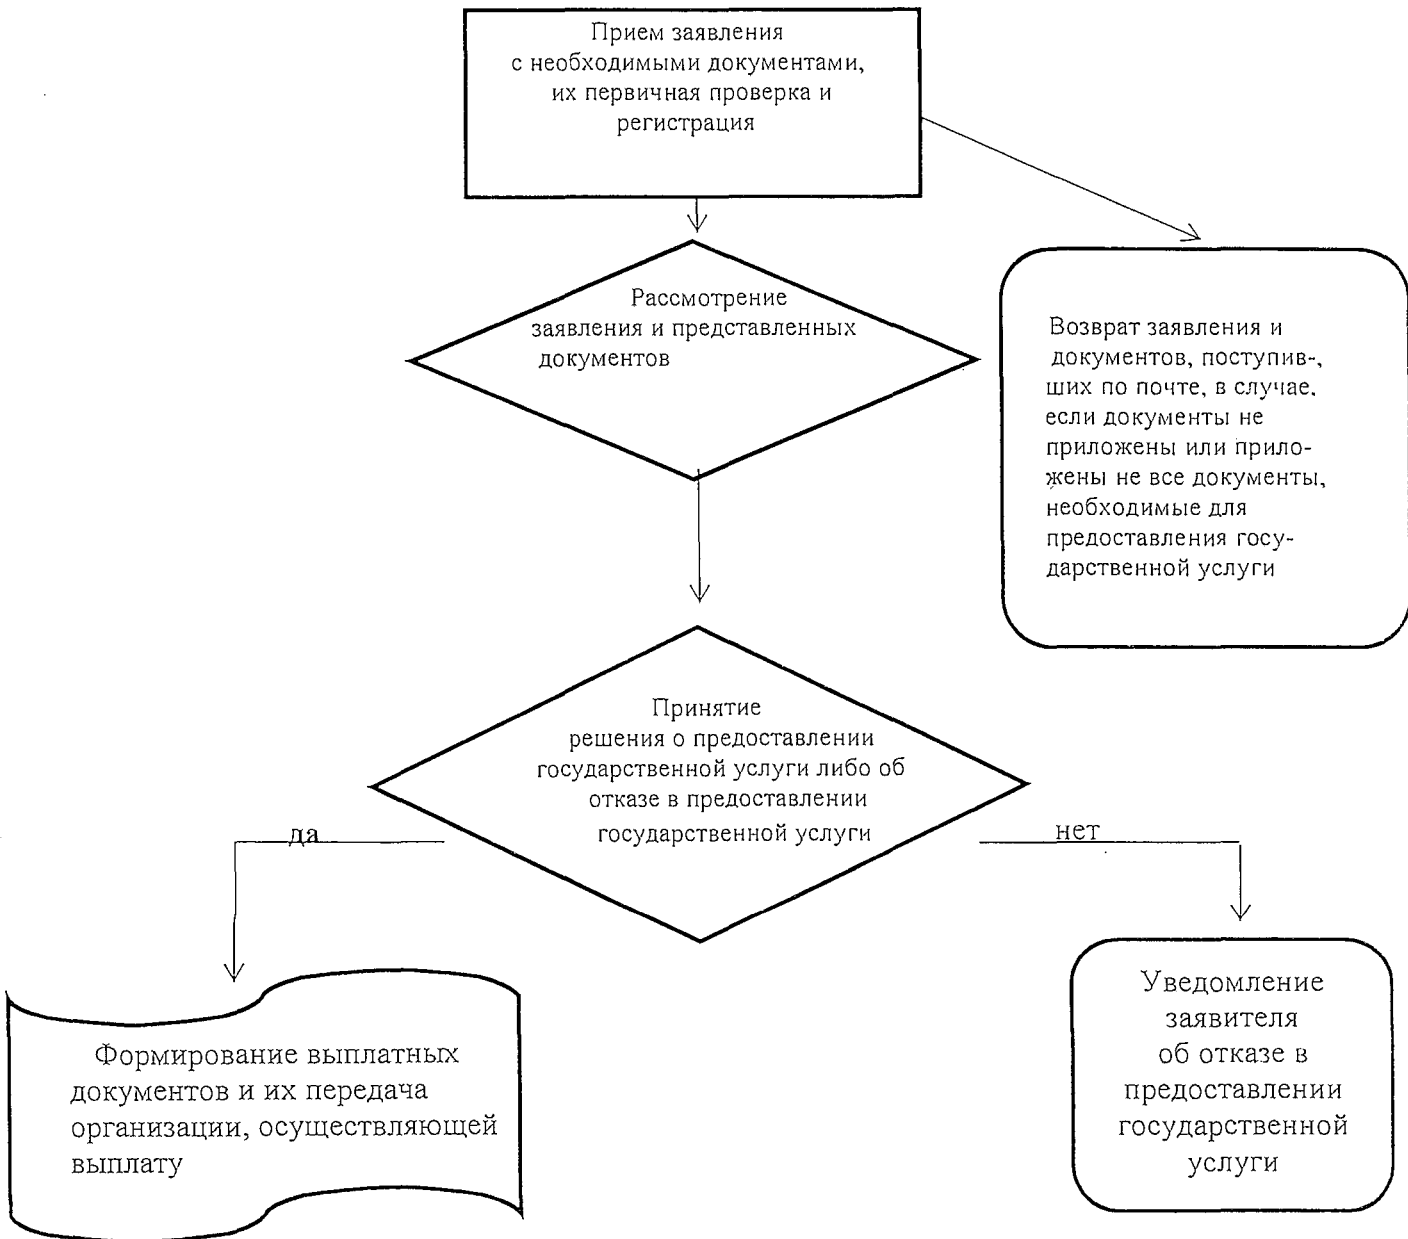 Прием заявления
с необходимыми документами,
их первичная проверка и
регистрация
Рассмотрение
заявления и представленных
документов
Возврат заявления и
документов, поступив-,
ших по почте, в случае.
если документы не
приложены или прило-
жены не все документы,
необходимые для
предоставления госу-
дарственной услуги
Принятие
решения о предоставлении
государственной услуги либо об
отказе в предоставлении
государственной услуги
да
нет
Формирование выплатных
документов и их передача
организации, осуществляющей
выплату
Уведомление
заявителя
об отказе в
предоставлении
государственной
услуги